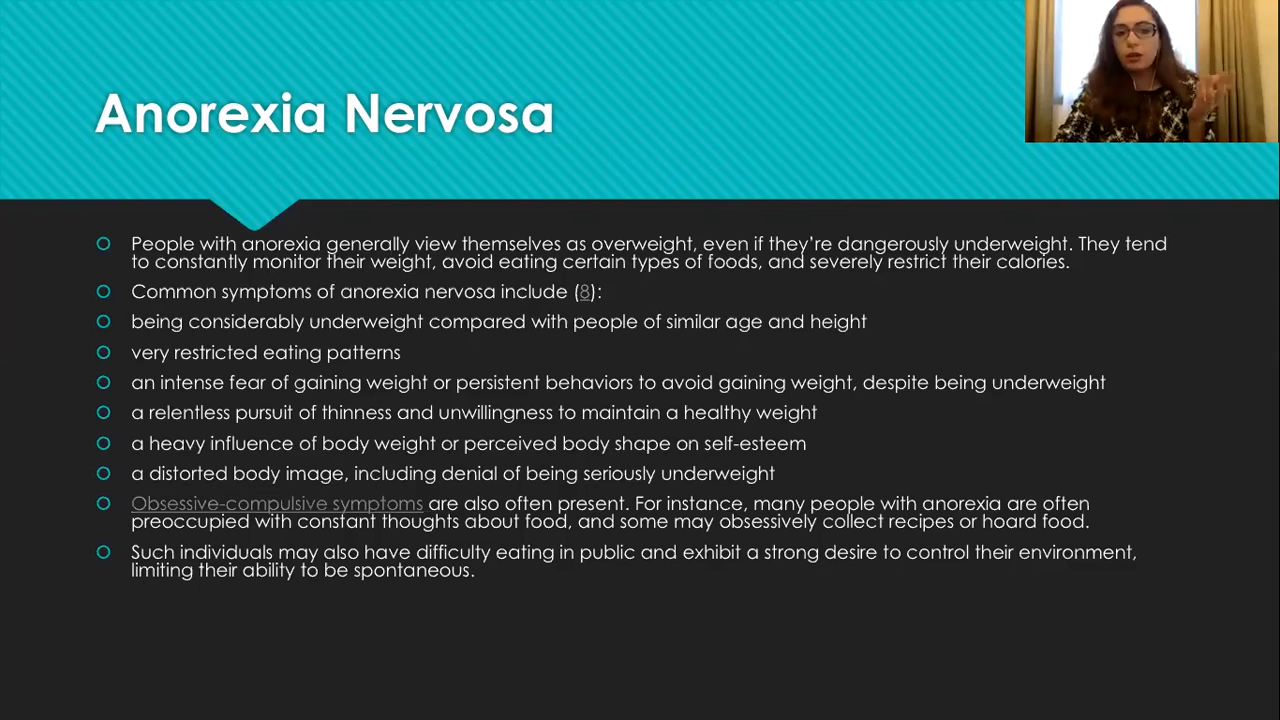 Anorexia Nervosa
People with anorexia generally view themselves as overweight, even if they’re dangerously underweight. They tend
to constantly monitor their weight, avoid eating certain types of foods, and severely restrict their calories.
Common symptoms of anorexia nervosa include (8):
being considerably underweight compared with people of similar age and height
very restricted eating patterns
an intense fear of gaining weight or persistent behaviors to avoid gaining weight, despite being underweight
a relentless pursuit of thinness and unwillingness to maintain a healthy weight
a heavy influence of body weight or perceived body shape on self-esteem
a distorted body image, including denial of being seriously underweight
Obsessive-compulsive symptoms are also often present. For instance, many people with anorexia are often
preoccupied with constant thoughts about food, and some may obsessively collect recipes or hoard food.
Such individuals may also have difficulty eating in public and exhibit a strong desire to control their environment,
limiting their ability to be spontaneous.